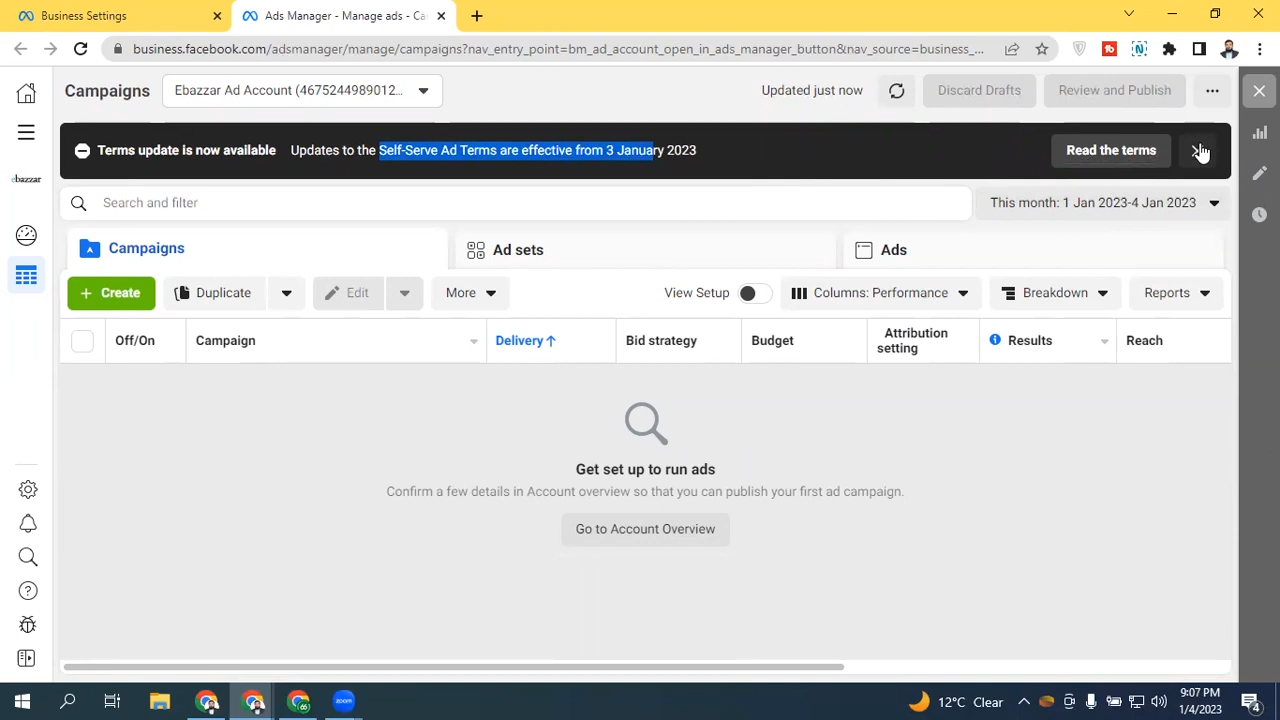 Business Settings
Ads Manager - Manage ads - Ca
business.facebook.com/adsmanager/manage/campaigns?nav_entry_point=bm_ad_account_open_in_ads_manager_button&nav_source=business_...
Campaigns
Ebazzar Ad Account (4675244989012...
Updated just now
Discard Drafts
Review and Publish
Terms update is now available Updates to the Self-Serve Ad Terms are effective from 3 January 2023
Read the terms
ebazzar
Search and filter
This month: 1 Jan 2023-4 Jan 2023
Campaigns
Ad sets
Ads
+ Create
Duplicate
Edit
More
View Setup
Columns: Performance
Breakdown
Reports
Off/On
Campaign
Delivery ↑
Bid strategy
Budget
Attribution setting
Results
Reach
Get set up to run ads
Confirm a few details in Account overview so that you can publish your first ad campaign.
Go to Account Overview
zoom
12°C Clear
9:07 PM
1/4/2023
4